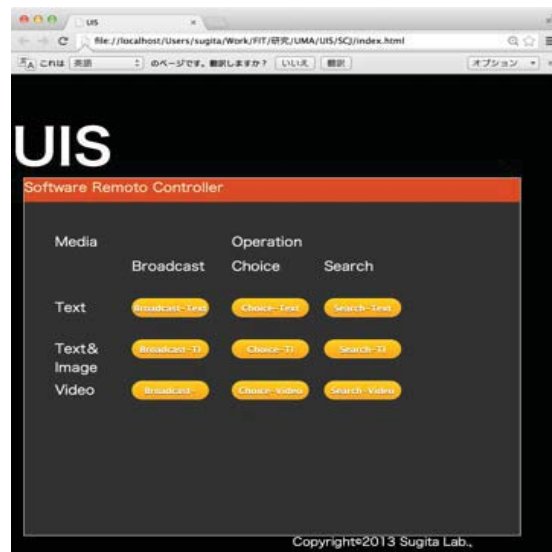 UIS
file://localhost/Users/sugita/Work/FIT/研究/UMA/UIS/SCJ/index.html
これは 英語 のページです。翻訳しますか？ いいえ 翻訳 オプション
UIS
Software Remoto Controller
Media Operation
Broadcast Choice Search
Text Broadcast-Text Choice-Text Search-Text
Text& Broadcast-TI Choice-TI Search-TI
Image
Video Broadcast- Choice-Video Search-Video
Copyright©2013 Sugita Lab.,